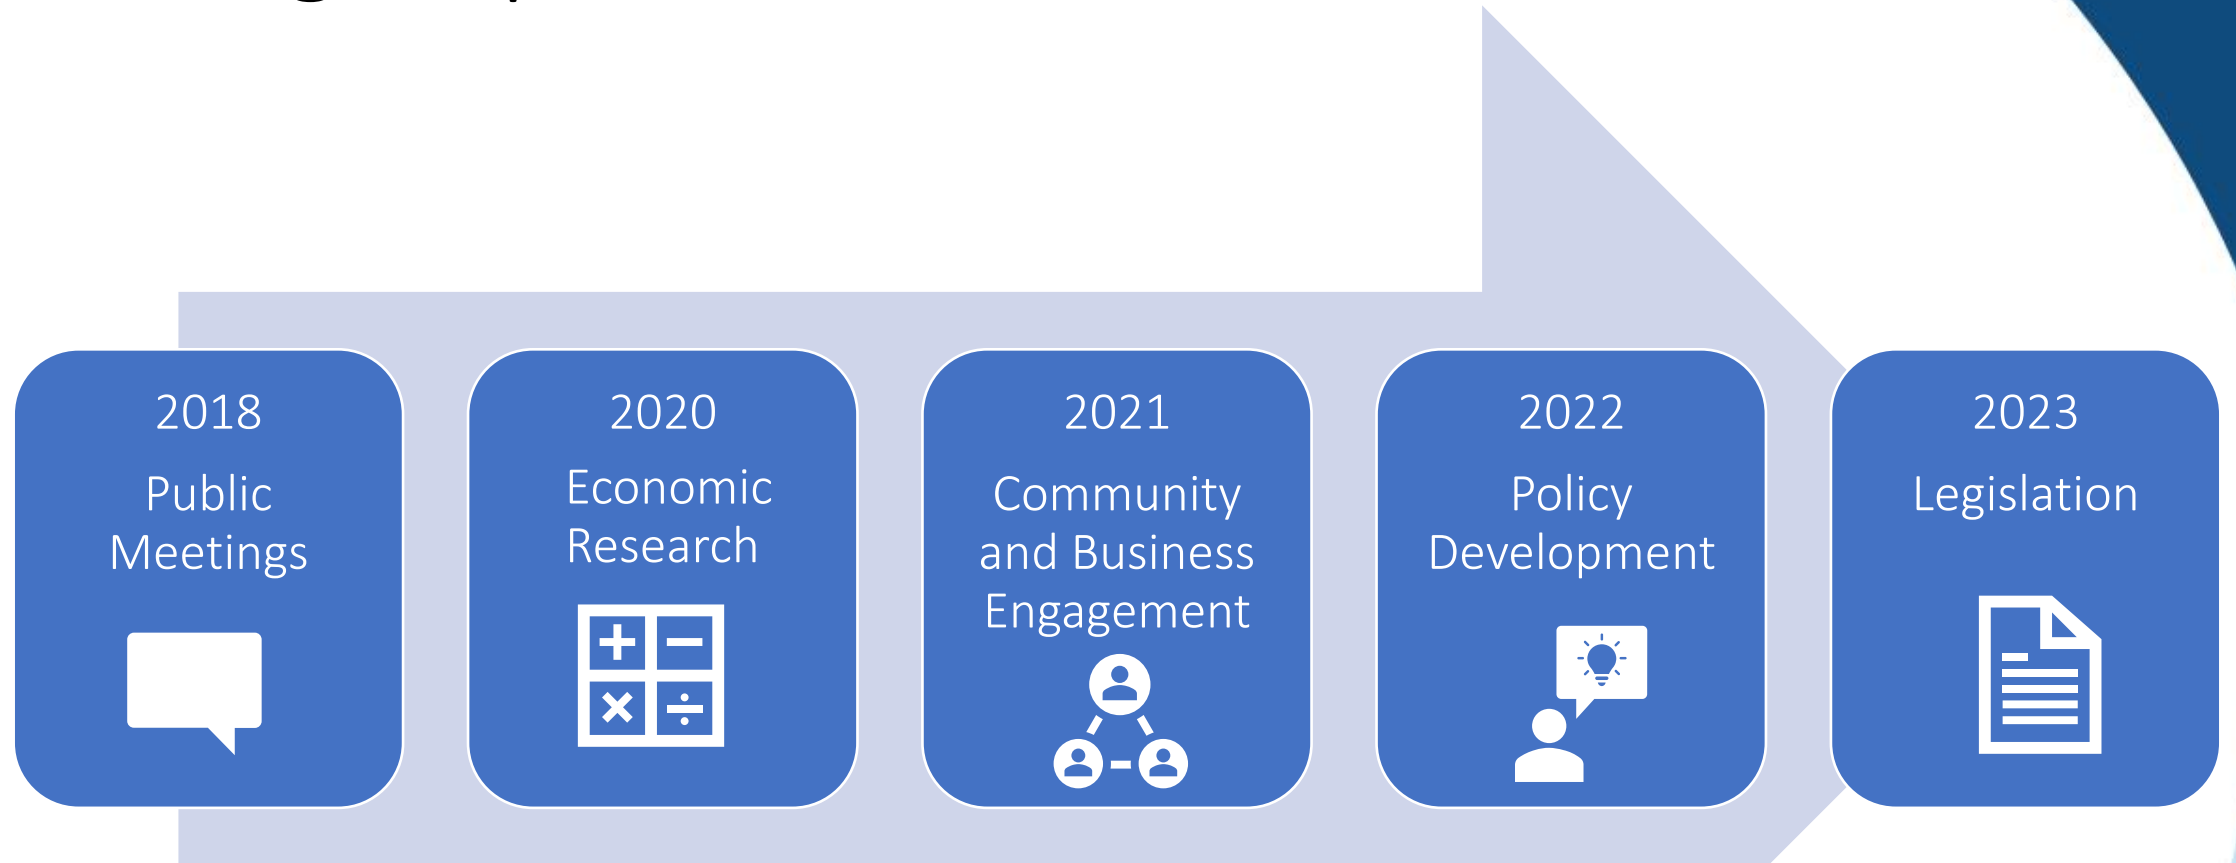 2018
Public
Meetings
2020
Economic
Research
2021
Community
and Business
Engagement
2022
Policy
Development
2023
Legislation